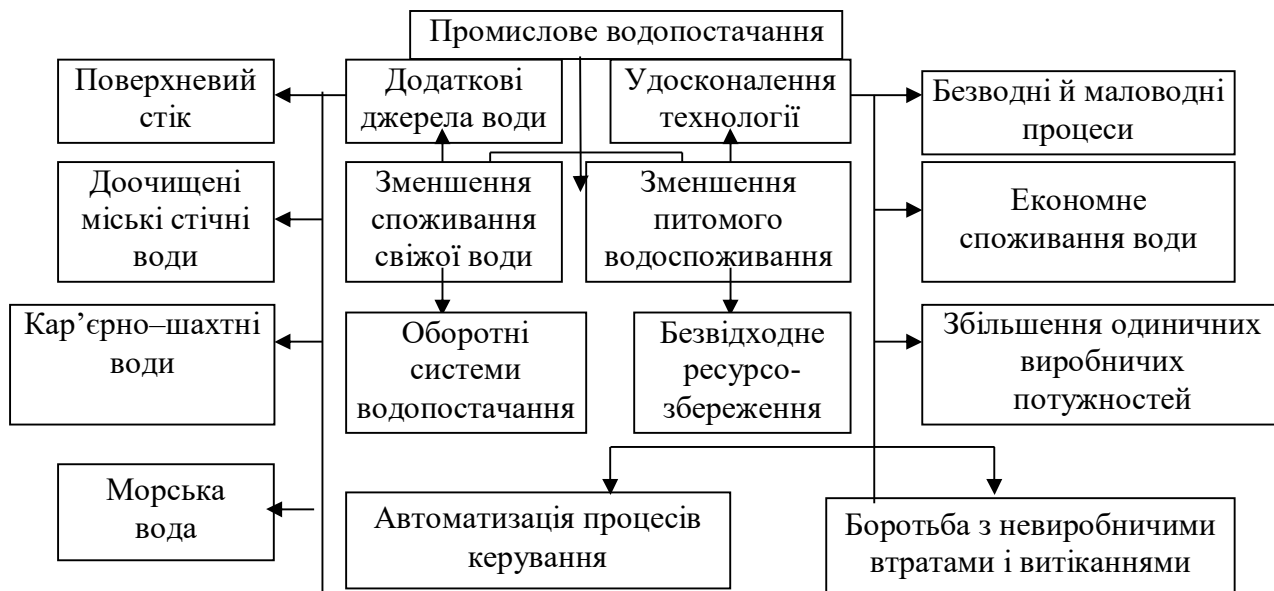 Промислове водопостачання
Поверхневий
стік
Додаткові
джерела води
Удосконалення
технології
Безводні й маловодні
процеси
Доочищені
міські стічні
води
Зменшення
споживання
свіжої води
Зменшення
питомого
водоспоживання
Економне
споживання води
Кар’єрно–шахтні
води
Оборотні
системи
водопостачання
Безвідходне
ресурсо-
збереження
Збільшення одиничних
виробничих
потужностей
Морська
вода
Автоматизація процесів
керування
Боротьба з невиробничими
втратами і витіканнями